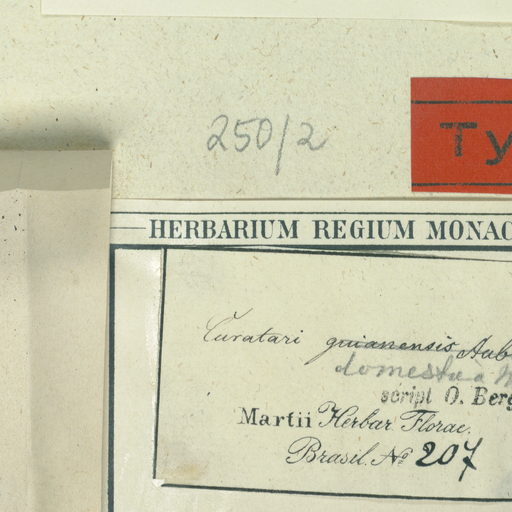 250/2
Ty
HERBARIUM REGIUM MONAC
Curatari guianensis Aub
domestica
script O. Berg
Martii Herbar. Florae.
Brasil. No 207